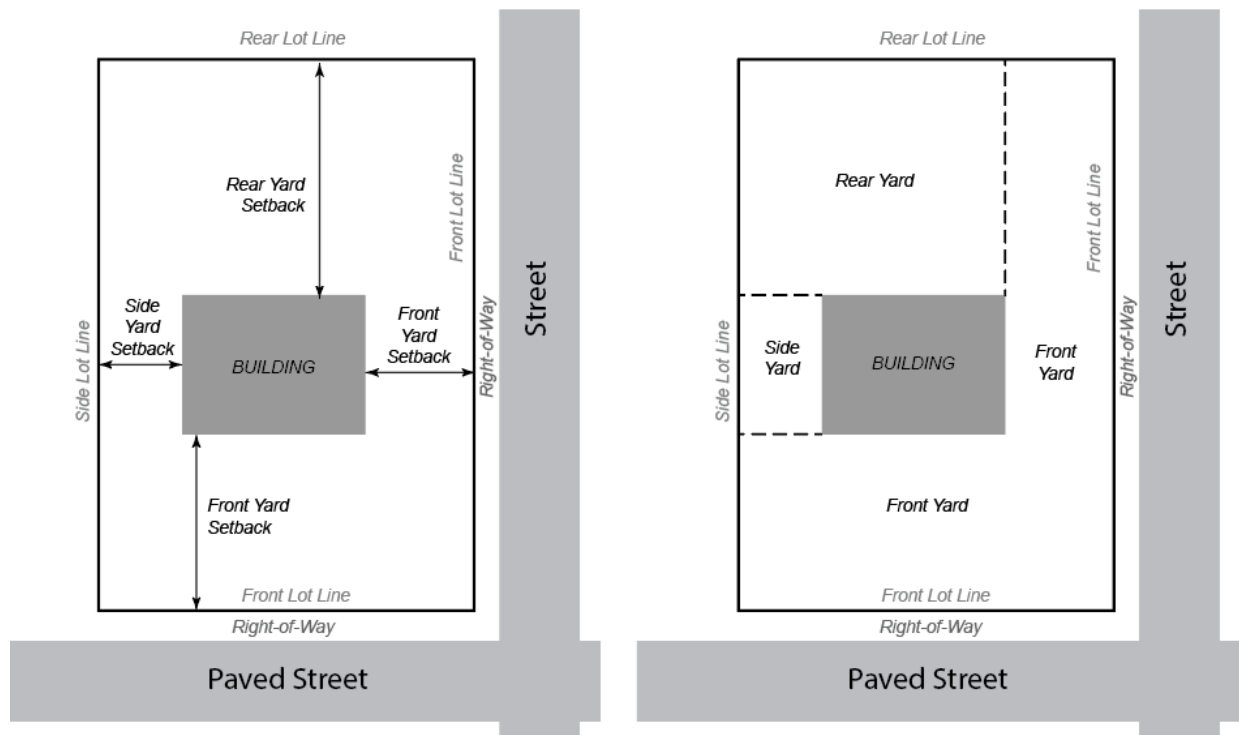 Rear Lot Line
Rear Yard
Setback
Front Lot Line
Side
Yard
Setback
Front
Yard
Setback
BUILDING
Side Lot Line
Right-of-Way
Street
Front Yard
Setback
Front Lot Line
Right-of-Way
Paved Street
Rear Lot Line
Rear Yard
Front Lot Line
Side
Yard
BUILDING
Front
Yard
Side Lot Line
Right-of-Way
Street
Front Yard
Front Lot Line
Right-of-Way
Paved Street